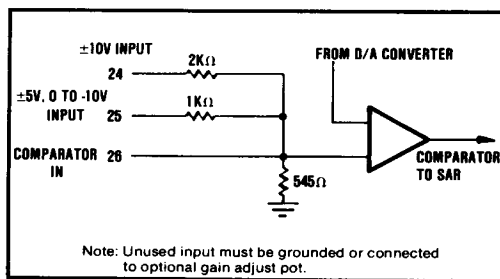 ±10V INPUT
24
2KΩ
FROM D/A CONVERTER
±5V, 0 TO -10V
INPUT 25
1KΩ
COMPARATOR
IN
26
COMPARATOR
TO SAR
545Ω
Note: Unused input must be grounded or connected
to optional gain adjust pot.